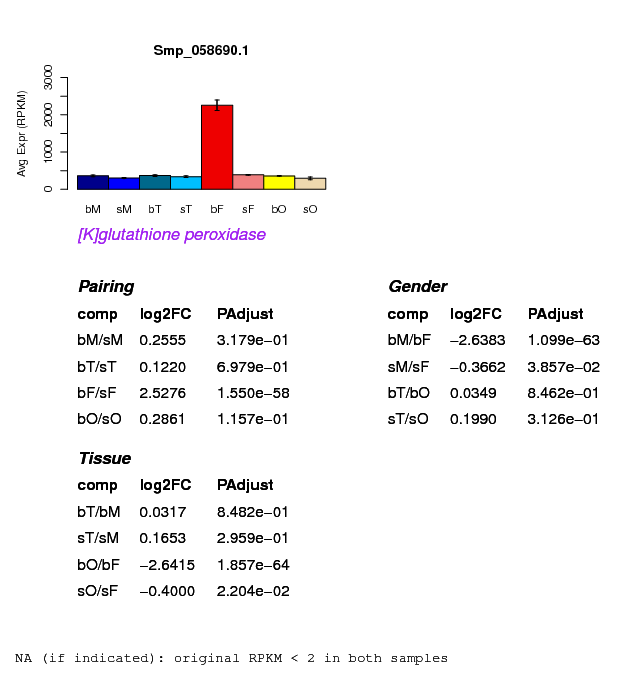 Smp_058690.1
Avg Expr (RPKM)
3000
2000
1000
0
bM sM bT sT bF sF bO sO
[K]glutathione peroxidase
Pairing
comp log2FC PAdjust
bM/sM 0.2555 3.179e−01
bT/sT 0.1220 6.979e−01
bF/sF 2.5276 1.550e−58
bO/sO 0.2861 1.157e−01
Gender
comp log2FC PAdjust
bM/bF −2.6383 1.099e−63
sM/sF −0.3662 3.857e−02
bT/bO 0.0349 8.462e−01
sT/sO 0.1990 3.126e−01
Tissue
comp log2FC PAdjust
bT/bM 0.0317 8.482e−01
sT/sM 0.1653 2.959e−01
bO/bF −2.6415 1.857e−64
sO/sF −0.4000 2.204e−02
NA (if indicated): original RPKM < 2 in both samples